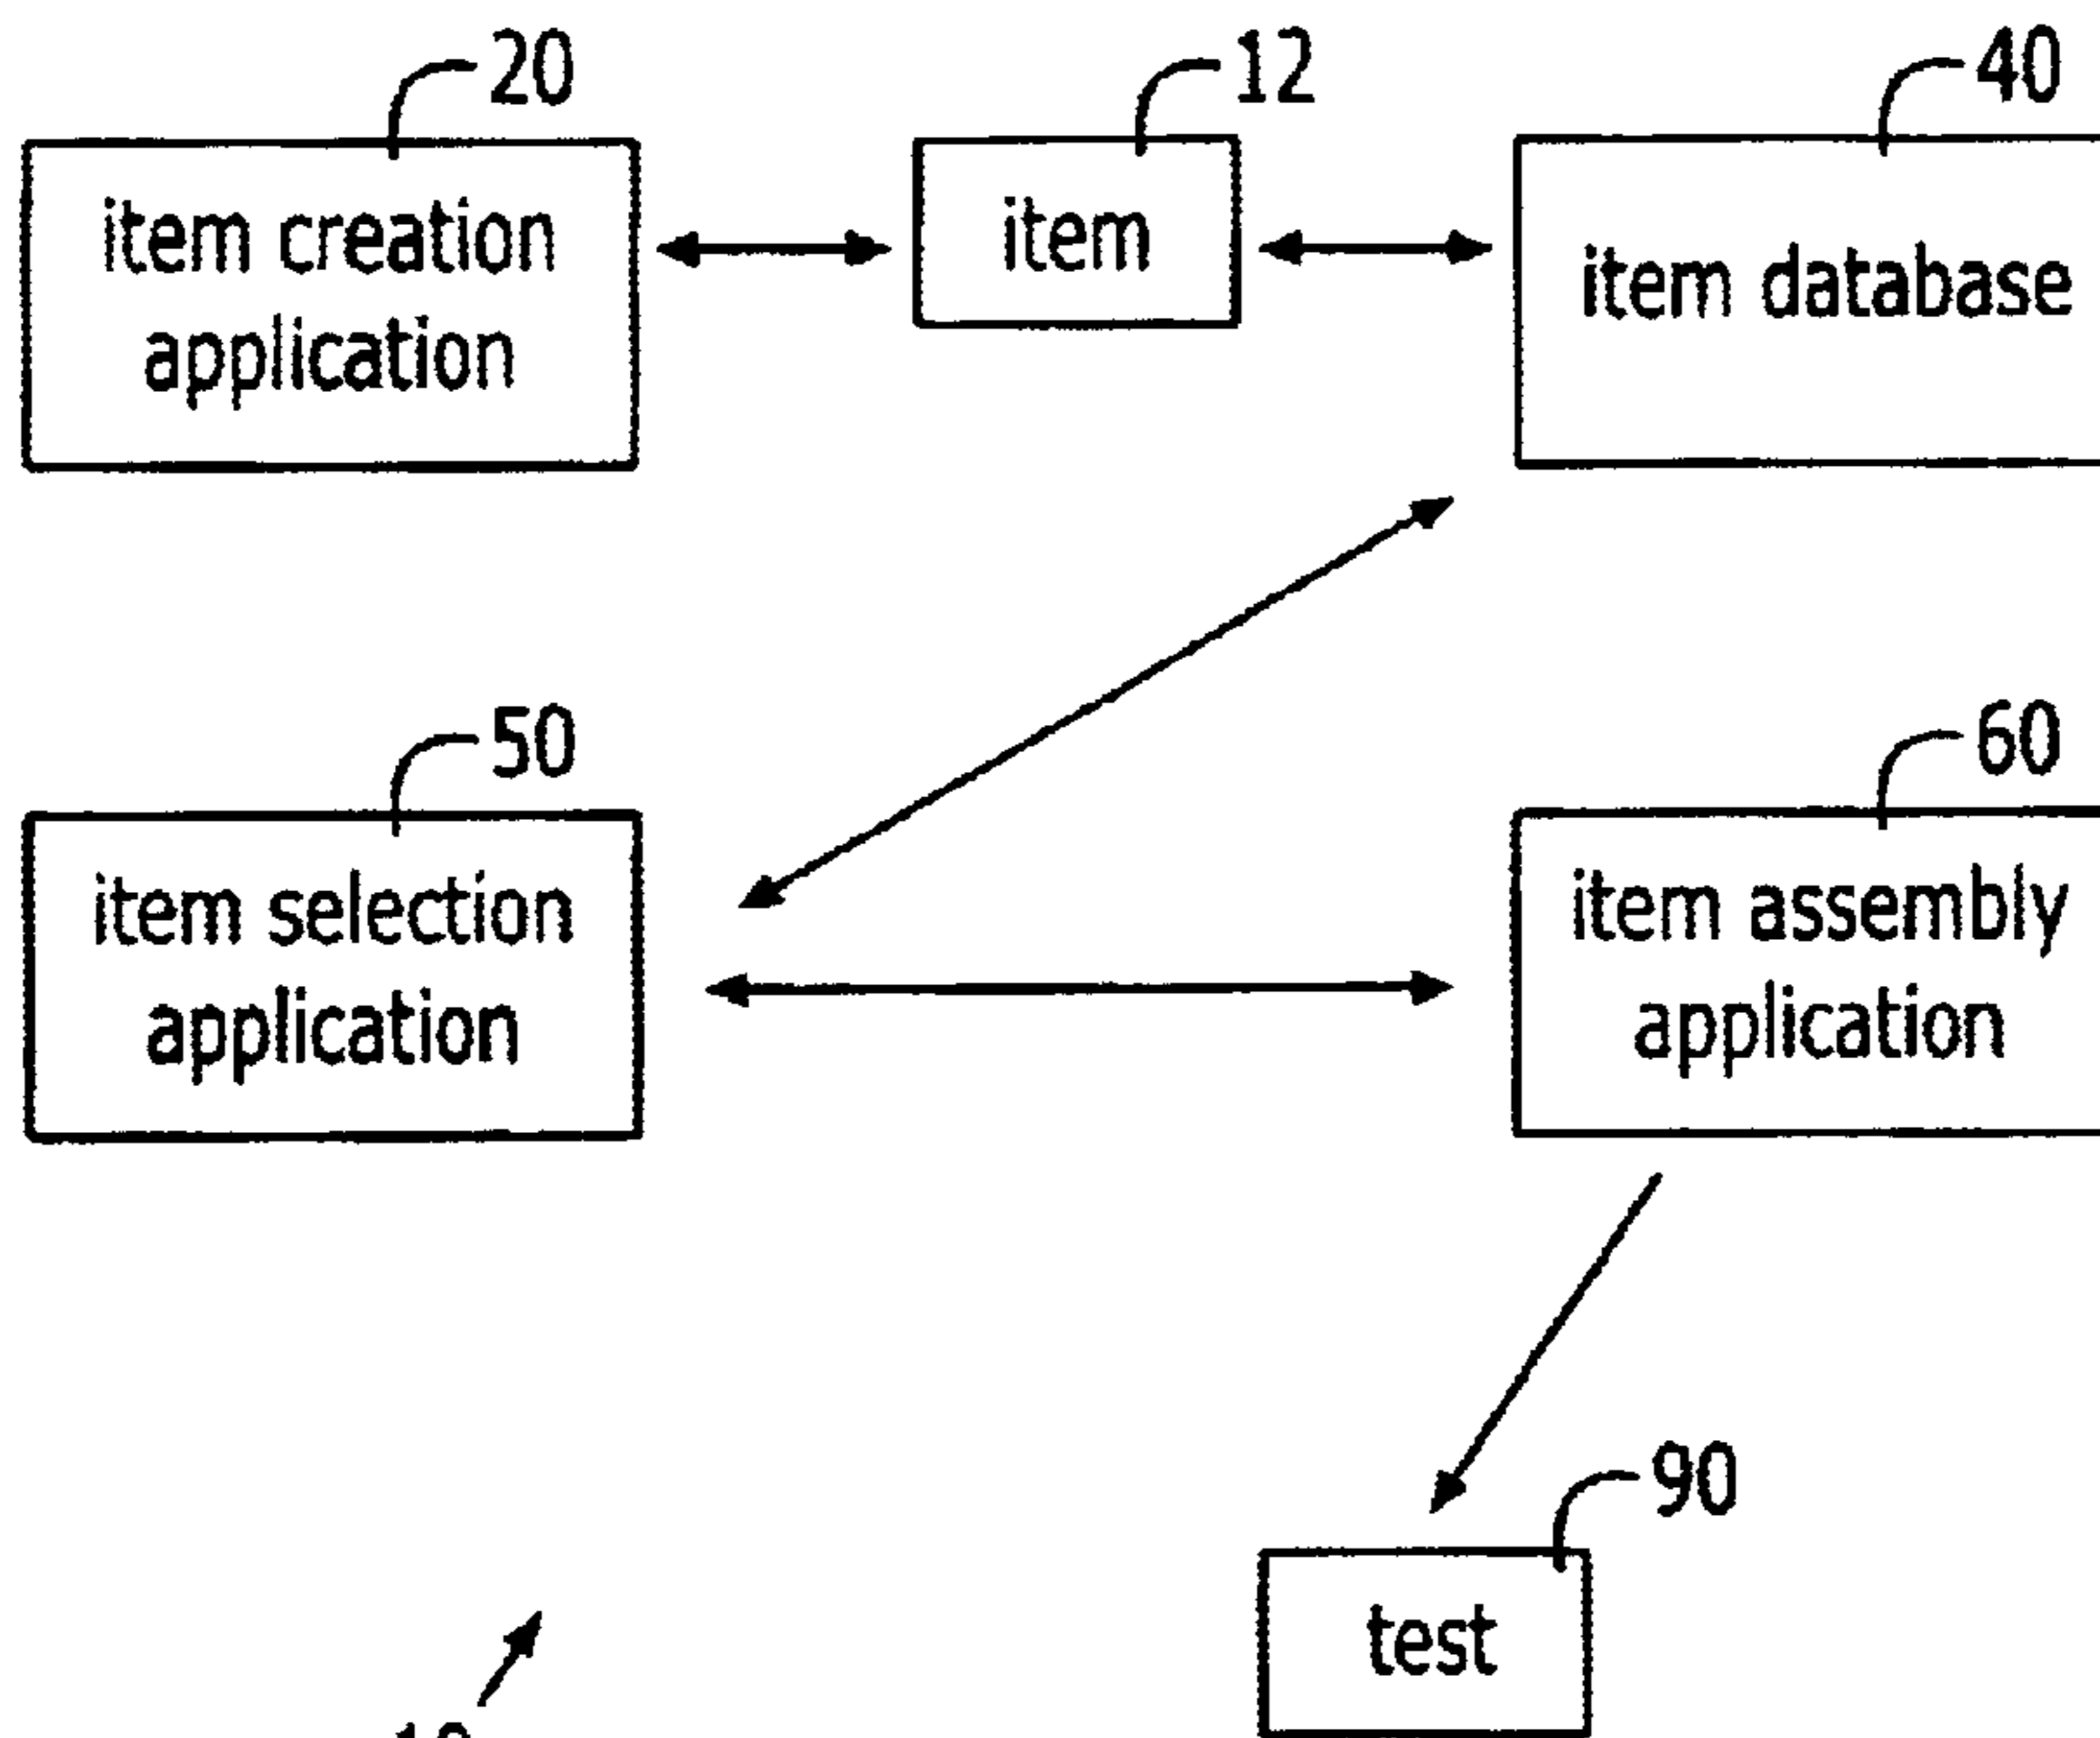 20
12
40
item creation
application
item
item database
50
60
item selection
application
item assembly
application
90
test